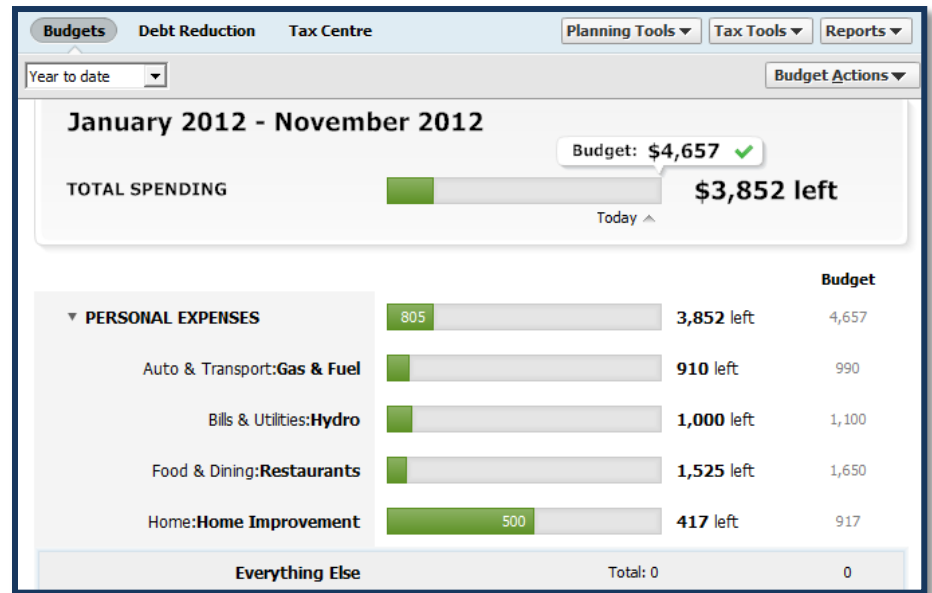 Budgets Debt Reduction Tax Centre Planning Tools Tax Tools Reports
Year to date Budget Actions
January 2012 - November 2012
Budget: $4,657
TOTAL SPENDING $3,852 left
Today
Budget
PERSONAL EXPENSES 805 3,852 left 4,657
Auto & Transport:Gas & Fuel 910 left 990
Bills & Utilities:Hydro 1,000 left 1,100
Food & Dining:Restaurants 1,525 left 1,650
Home:Home Improvement 500 417 left 917
Everything Else Total: 0 0